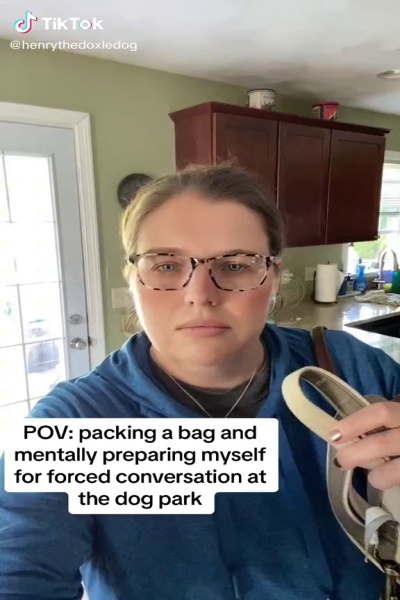 TikTok
@henrythedoxledog
POV: packing a bag and
mentally preparing myself
for forced conversation at
the dog park